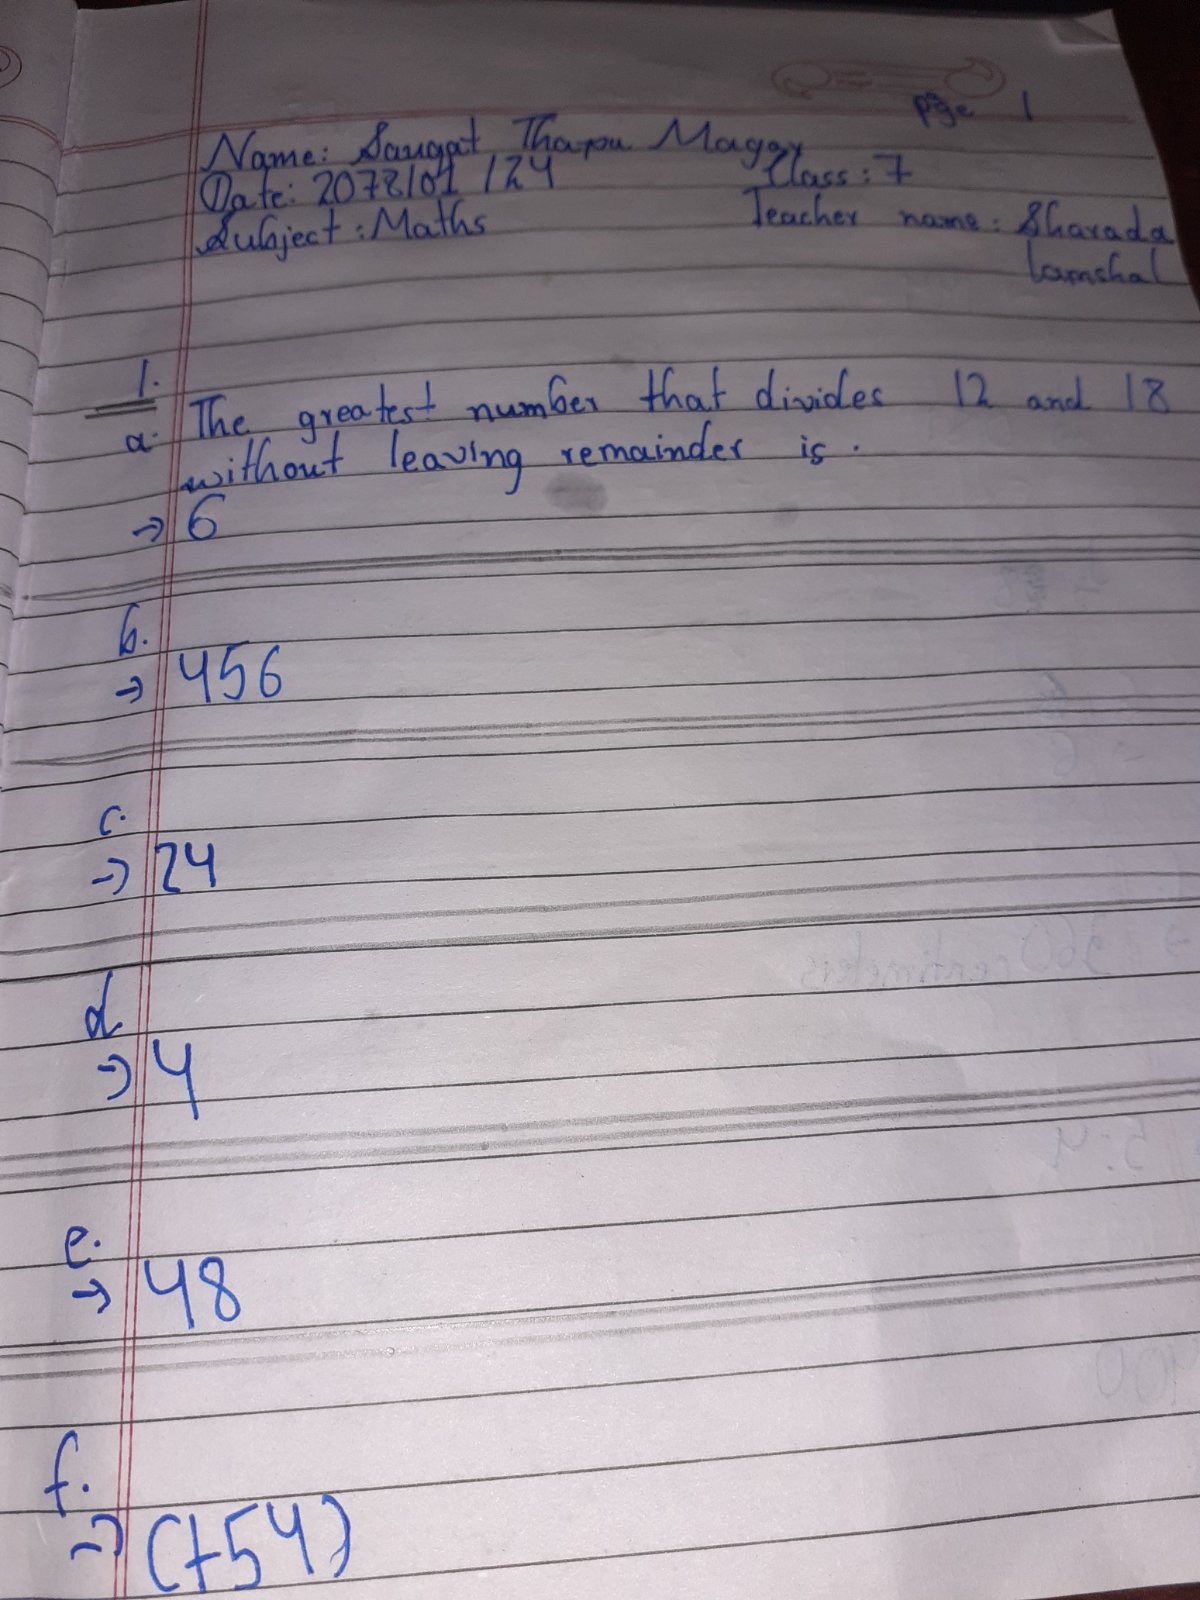 page 1
Name: Saugat Thapa Magar
Date: 2078/01/24
Class: 7
Subject: Maths
Teacher name: Sharada
lamshal
1.
a. The greatest number that divides 12 and 18
without leaving remainder is.
→ 6
b.
→ 456
c.
→ 24
d
→ 4
e.
→ 48
f.
→ (+54)